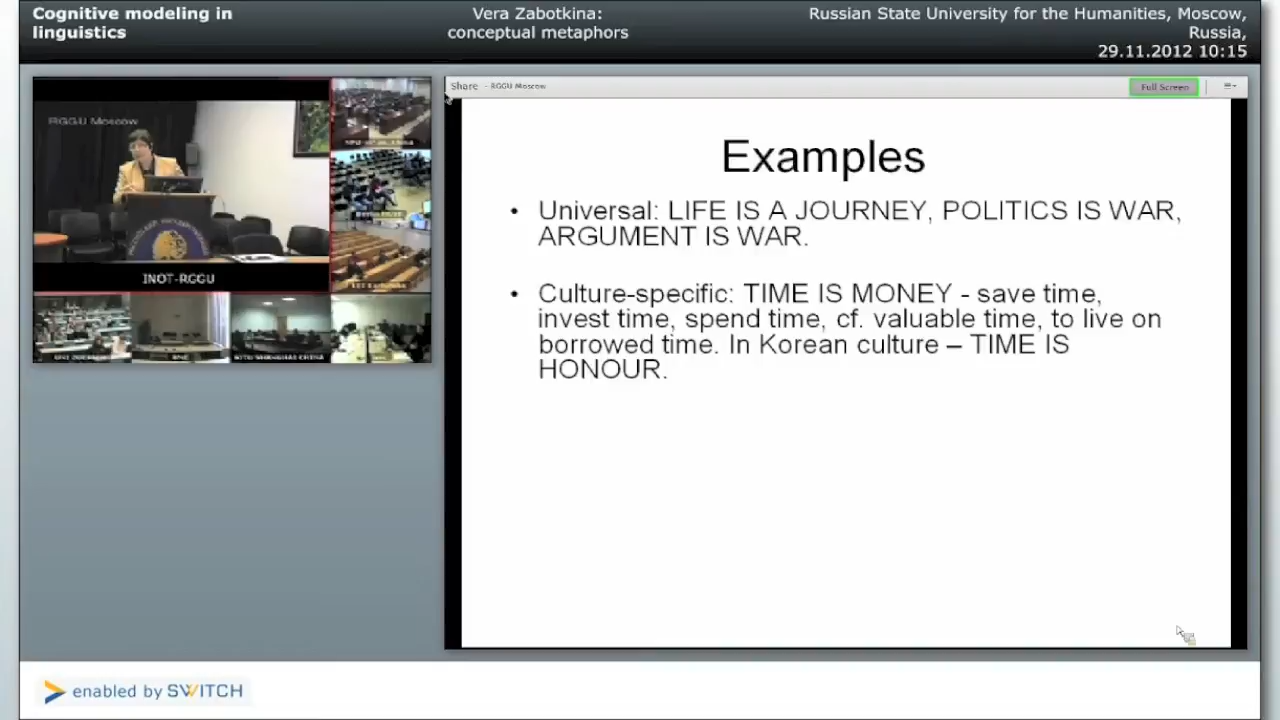 Cognitive modeling in
linguistics
Vera Zabotkina:
conceptual metaphors
Russian State University for the Humanities, Moscow,
Russia,
29.11.2012 10:15
Share - RGGU Moscow
Full Screen
RGGU Moscow
INOT-RGGU
Examples
• Universal: LIFE IS A JOURNEY, POLITICS IS WAR,
ARGUMENT IS WAR.
• Culture-specific: TIME IS MONEY - save time,
invest time, spend time, cf. valuable time, to live on
borrowed time. In Korean culture – TIME IS
HONOUR.
enabled by SWITCH